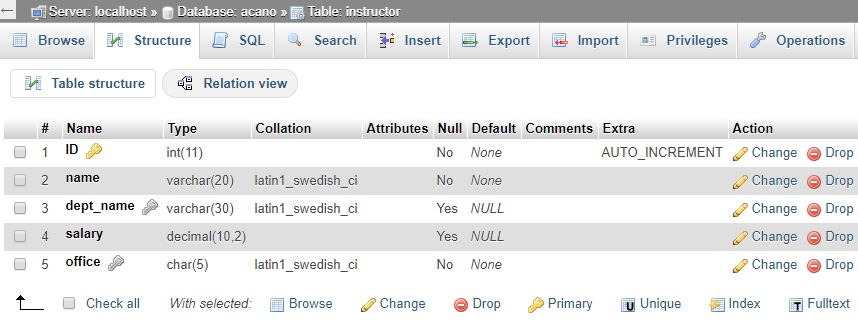 Server: localhost » Database: acano » Table: instructor
Browse Structure SQL Search Insert Export Import Privileges Operations
Table structure Relation view
# Name Type Collation Attributes Null Default Comments Extra Action
1 ID int(11) No None AUTO_INCREMENT Change Drop
2 name varchar(20) latin1_swedish_ci No None Change Drop
3 dept_name varchar(30) latin1_swedish_ci Yes NULL Change Drop
4 salary decimal(10,2) Yes NULL Change Drop
5 office char(5) latin1_swedish_ci No None Change Drop
Check all With selected: Browse Change Drop Primary Unique Index Fulltext